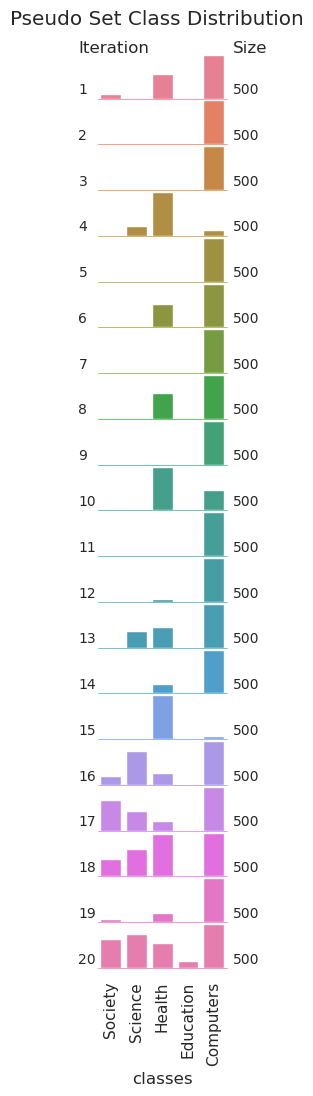 Pseudo Set Class Distribution
Iteration Size
1 500
2 500
3 500
4 500
5 500
6 500
7 500
8 500
9 500
10 500
11 500
12 500
13 500
14 500
15 500
16 500
17 500
18 500
19 500
20 500
Society
Science
Health
Education
Computers
classes